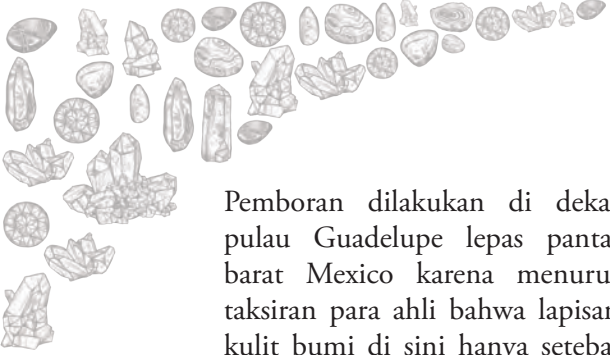 Pemboran dilakukan di deka
pulau Guadelupe lepas panta
barat Mexico karena menuru
taksiran para ahli bahwa lapisan
kulit bumi di sini hanya seteba